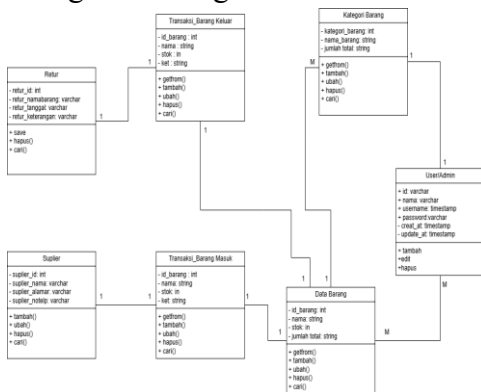 Transaksi_Barang Keluar
- id_barang : int
- nama : string
- stok : in
- ket : string
+ getfrom()
+ tambah()
+ ubah()
+ hapus()
+ cari()
Kategori Barang
- kategori_barang: int
- nama_barang : string
- jumlah total: string
+ getfrom()
+ tambah()
+ ubah()
+ hapus()
+ cari()
Retur
- retur_id: int
- retur_namabarang: varchar
- retur_tanggal: varchar
- retur_keterangan: varchar
+ save
+ hapus()
+ cari()
1
1
M
1
1
1
User/Admin
+ id: varchar
+ nama: varchar
+ username: timestamp
+ password:varchar
- creat_at: timestamp
- update_at: timestamp
+ tambah
+edit
+hapus
Suplier
- suplier_id: int
- suplier_nama: varchar
- suplier_alamar: varchar
- suplier_notelp: varchar
+ tambah()
+ ubah()
+ hapus()
+ cari()
Transaksi_Barang Masuk
- id_barang : int
- nama: string
- stok: in
- ket: string
+ getfrom()
+ tambah()
+ ubah()
+ hapus()
+ cari()
1
1
1
1
1
1
M
M
Data Barang
- id_barang: int
- nama: string
- stok: in
- jumlah total: string
+ getfrom()
+ tambah()
+ ubah()
+ hapus()
+ cari()